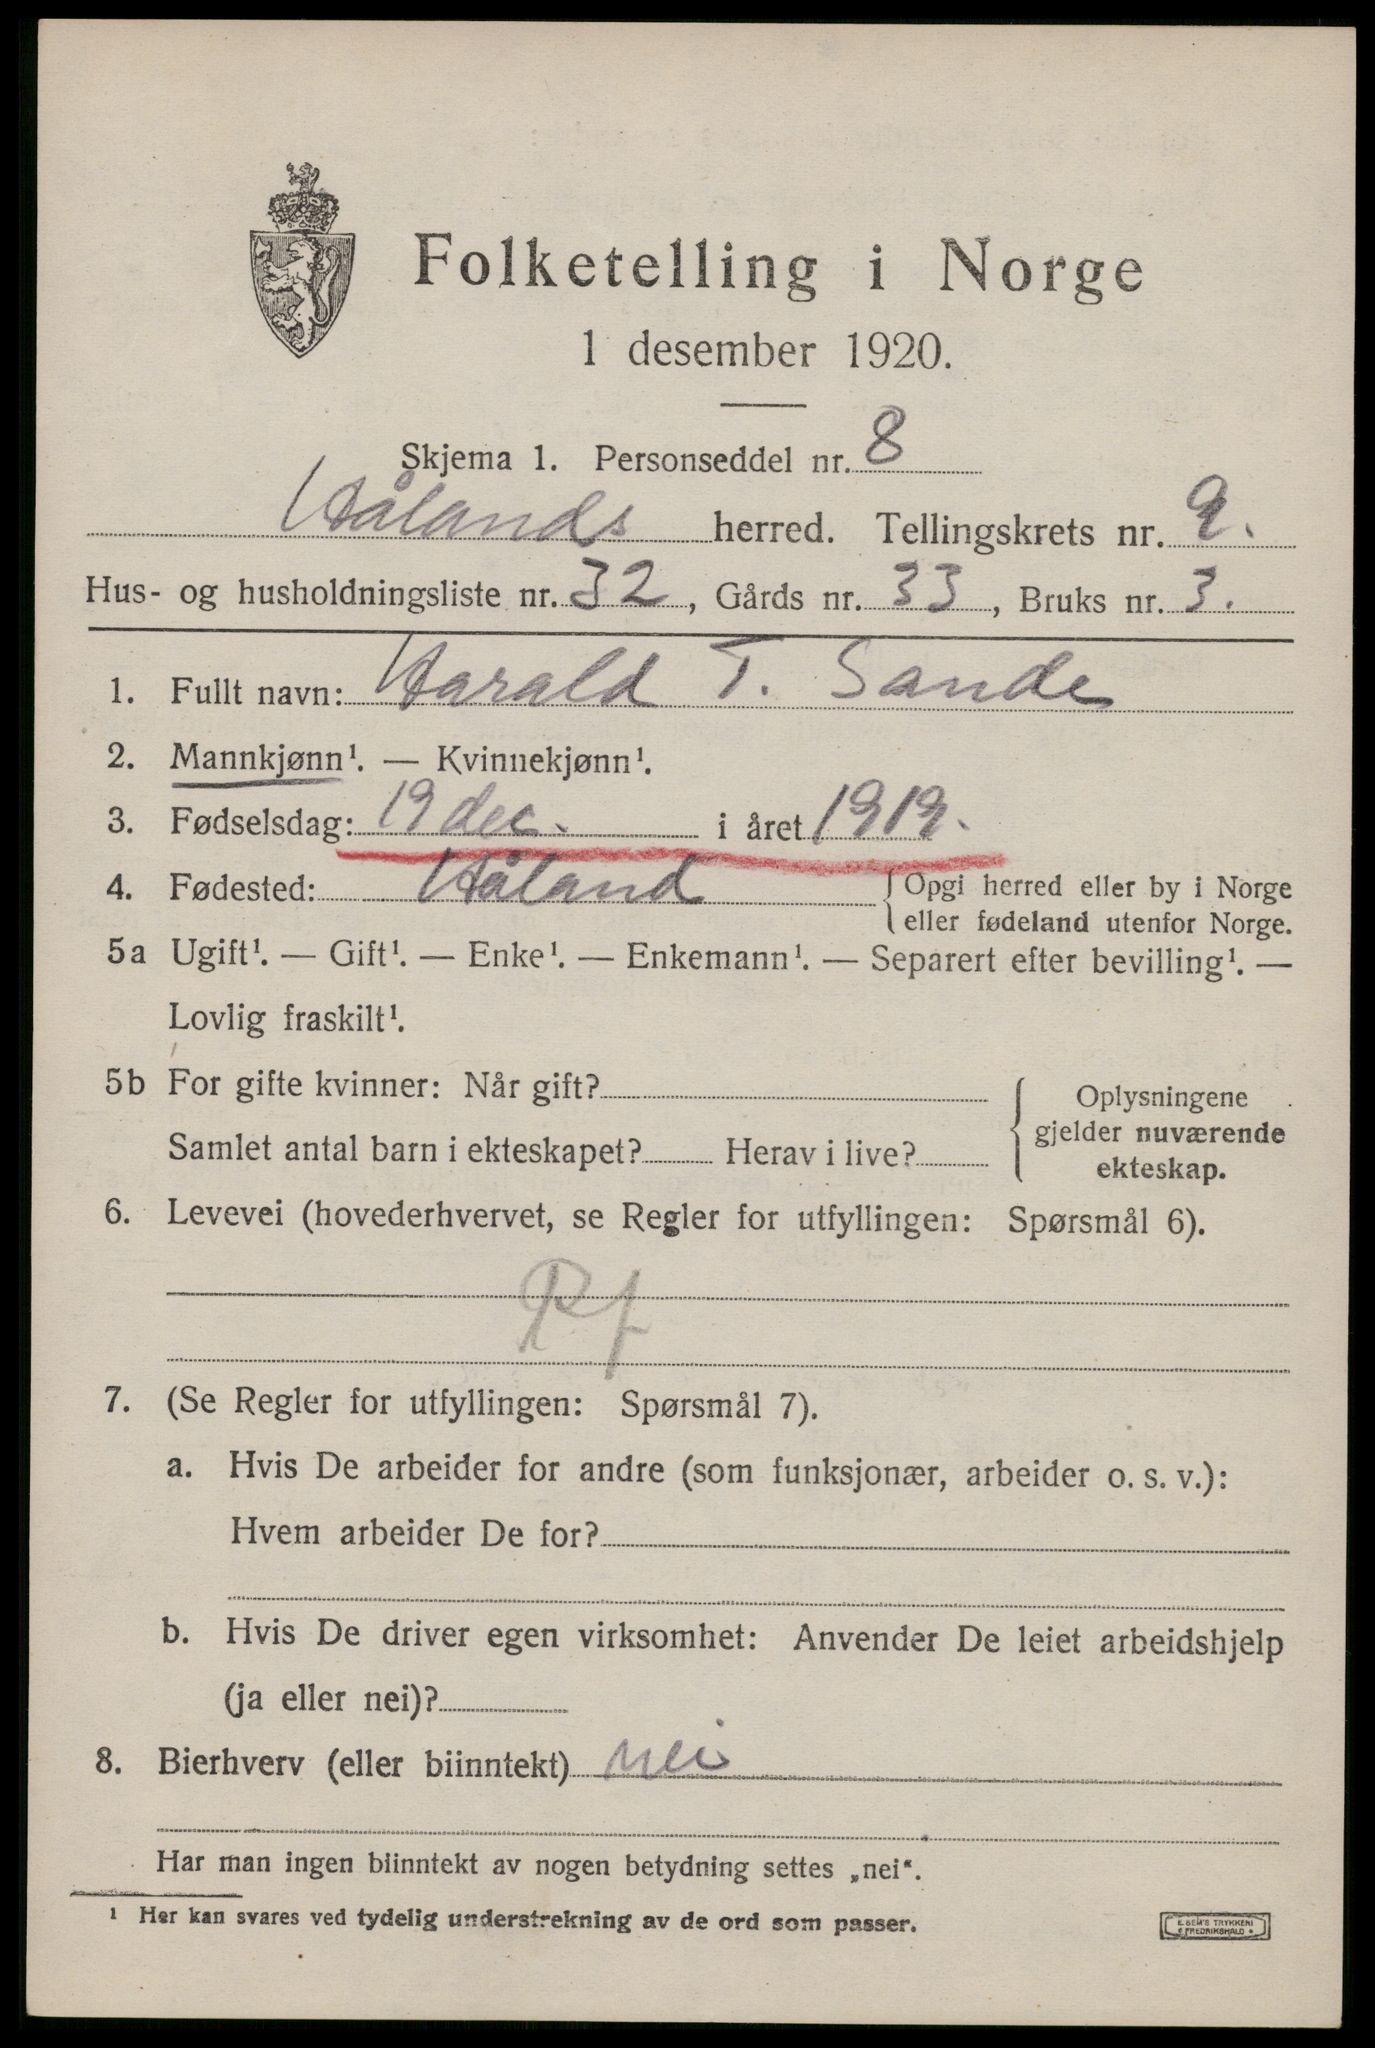 Folketelling i Norge
1 desember 1920.
Skjema 1. Personseddel nr. 8
Hålands herred. Tellingskrets nr. 9.
Hus- og husholdningsliste nr. 32, Gårds nr. 33, Bruks nr. 3.
1. Fullt navn: Harald T. Sande
2. Mannkjønn¹. — Kvinnekjønn¹.
3. Fødselsdag: 19 dec. i året 1919.
4. Fødested: Håland {Opgi herred eller by i Norge
eller fødeland utenfor Norge.
5a Ugift¹. — Gift¹. — Enke¹. — Enkemann¹. — Separert efter bevilling¹. —
Lovlig fraskilt¹.
5b For gifte kvinner: Når gift?
Samlet antal barn i ekteskapet? Herav i live?
Oplysningene
gjelder nuværende
ekteskap.
6. Levevei (hovederhvervet, se Regler for utfyllingen: Spørsmål 6).
Pf
7. (Se Regler for utfyllingen: Spørsmål 7).
a. Hvis De arbeider for andre (som funksjonær, arbeider o. s. v.):
Hvem arbeider De for?
b. Hvis De driver egen virksomhet: Anvender De leiet arbeidshjelp
(ja eller nei)?
8. Bierhverv (eller biinntekt) nei
Har man ingen biinntekt av nogen betydning settes „nei“.
¹ Her kan svares ved tydelig understrekning av de ord som passer.
E. SEM'S TRYKKERI
FREDRIKSHALD